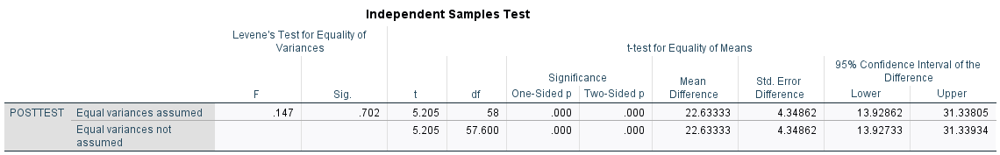 Independent Samples Test
Levene's Test for Equality of
Variances
t-test for Equality of Means
F Sig. t df
Significance
One-Sided p Two-Sided p
Mean
Difference
Std. Error
Difference
95% Confidence Interval of the
Difference
Lower Upper
POSTTEST Equal variances assumed .147 .702 5.205 58 .000 .000 22.63333 4.34862 13.92862 31.33805
Equal variances not
assumed 5.205 57.600 .000 .000 22.63333 4.34862 13.92733 31.33934